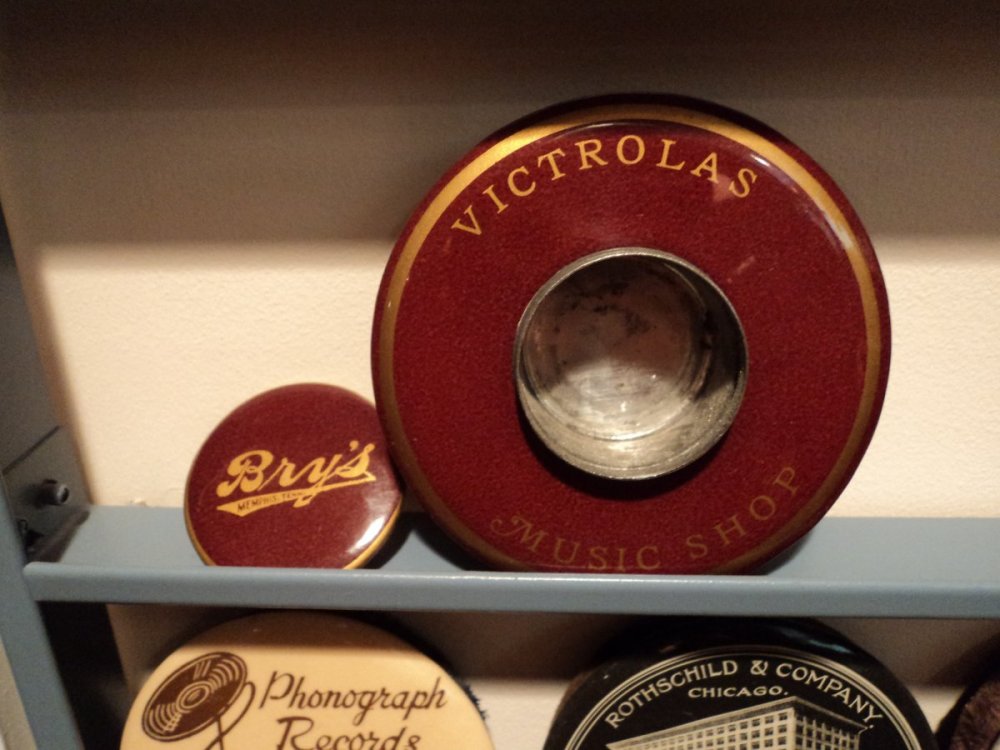 VICTROLAS
MUSIC SHOP
Bry's
MEMPHIS, TENN.
Phonograph
Records
ROTHSCHILD & COMPANY.
CHICAGO.